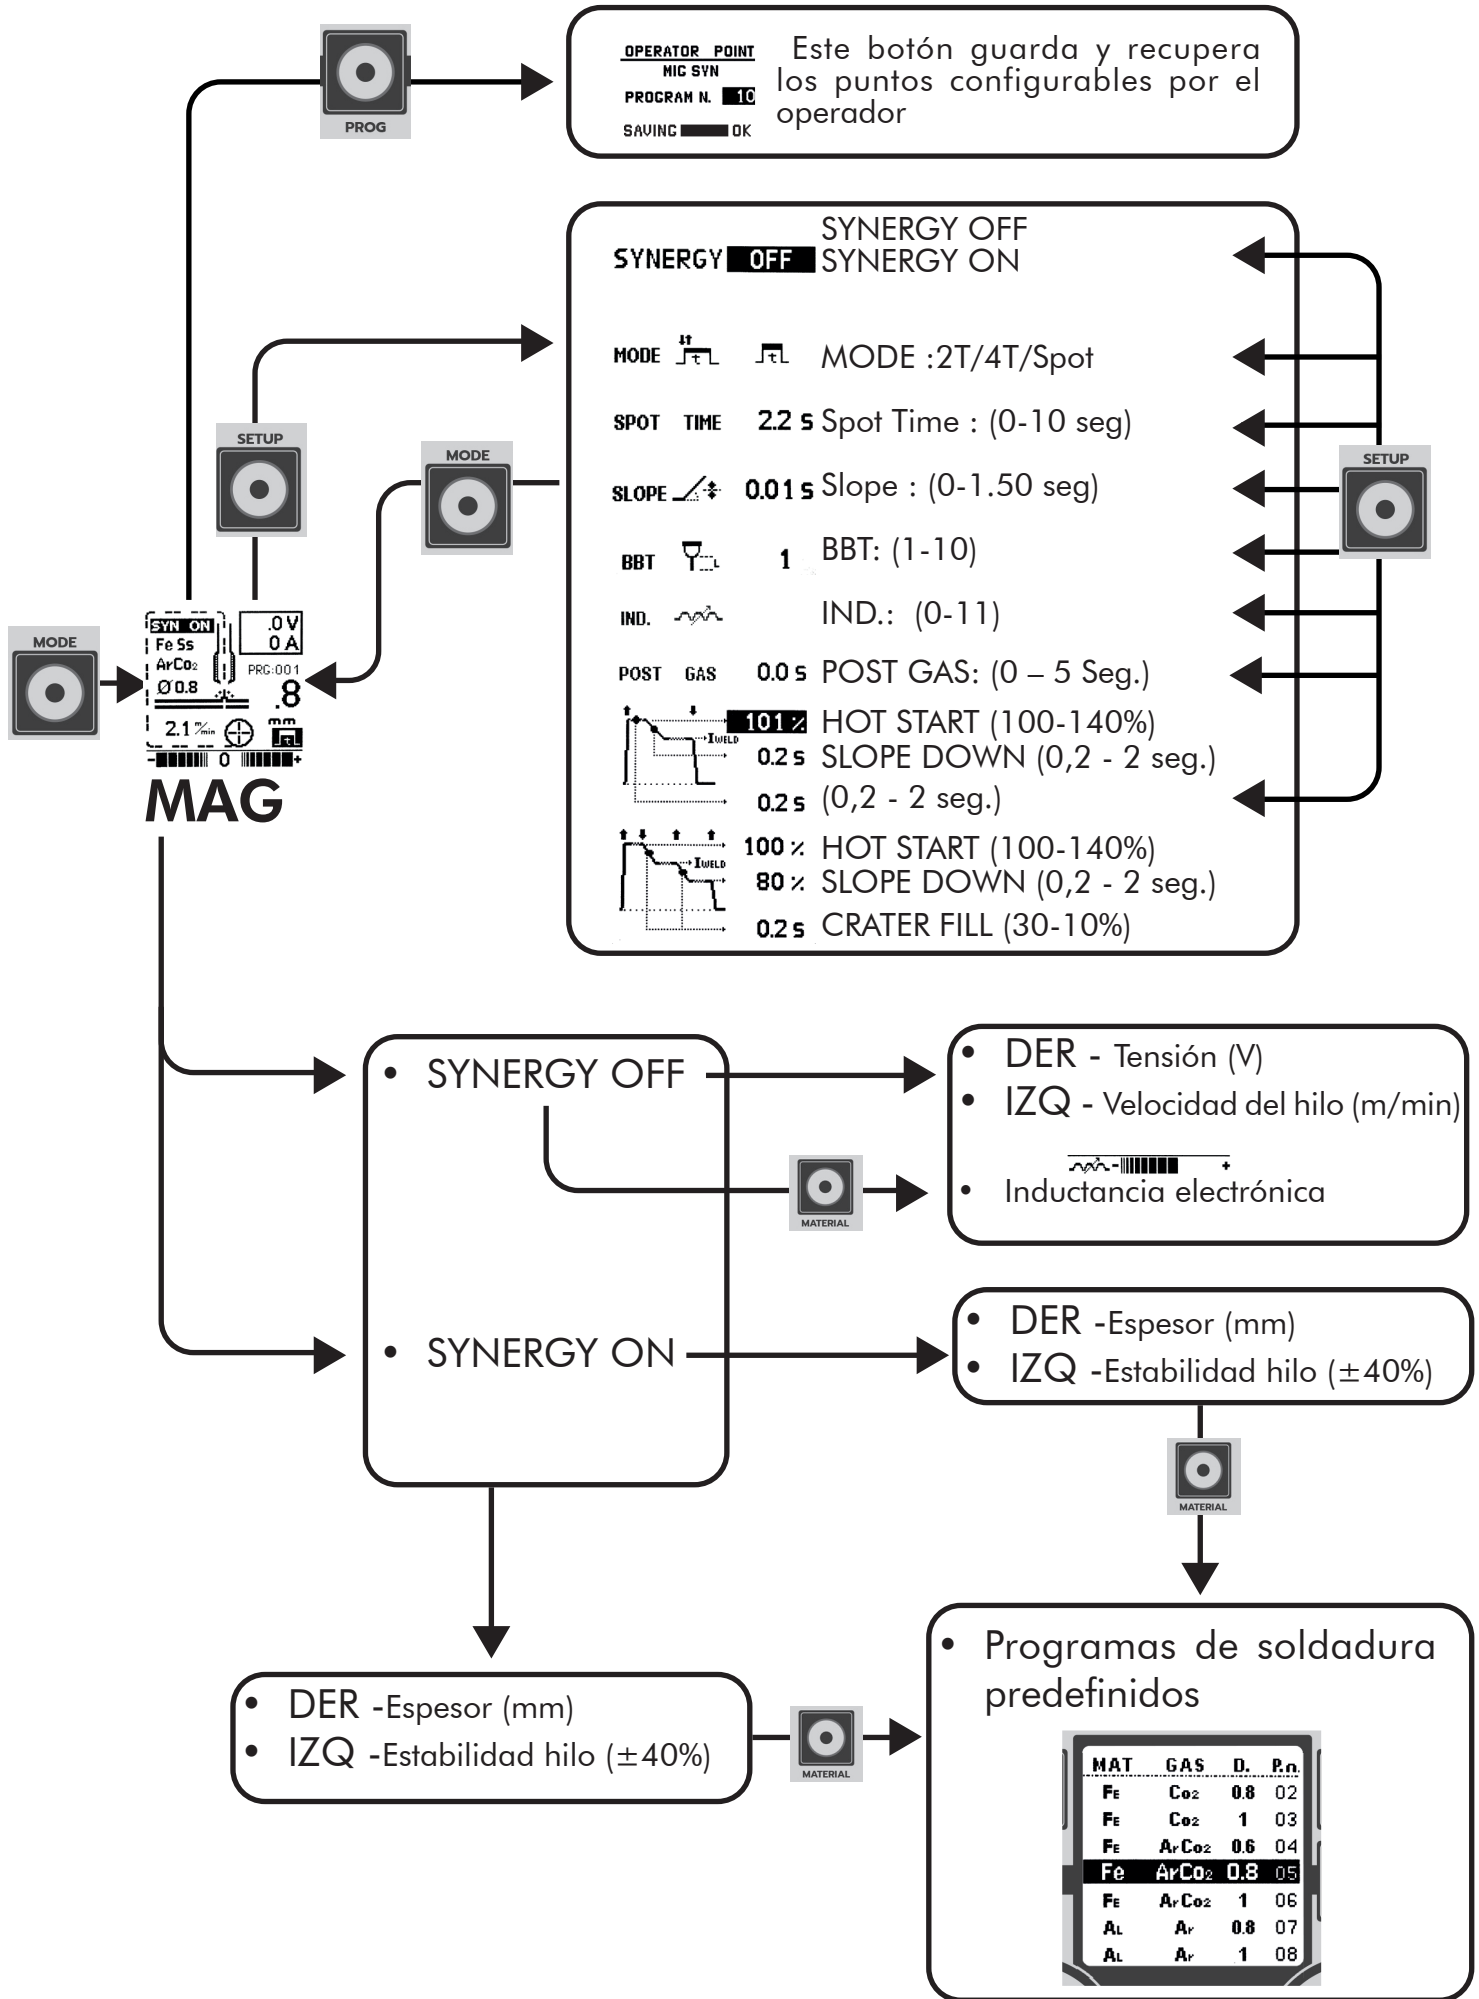 OPERATOR POINT
MIG SYN
PROGRAM N. 10
SAVING OK
Este botón guarda y recupera
los puntos configurables por el
operador
PROG
SYNERGY OFF
SYNERGY OFF
SYNERGY ON
MODE t t MODE :2T/4T/Spot
SPOT TIME 2.2 s Spot Time : (0-10 seg)
SLOPE 0.01 s Slope : (0-1.50 seg)
BBT L 1 BBT: (1-10)
IND. IND.: (0-11)
POST GAS 0.0 s POST GAS: (0 – 5 Seg.)
101 % HOT START (100-140%)
IWELD
0.2 s SLOPE DOWN (0,2 - 2 seg.)
0.2 s (0,2 - 2 seg.)
100 % HOT START (100-140%)
IWELD
80 % SLOPE DOWN (0,2 - 2 seg.)
0.2 s CRATER FILL (30-10%)
SETUP
MODE
SETUP
MODE
SYN ON
Fe Ss
ArCo2
Ø 0.8
.0 V
0 A
PRG:001
.8
2.1 m/min
mm
t
- 0 +
MAG
• SYNERGY OFF
• DER - Tensión (V)
• IZQ - Velocidad del hilo (m/min)
- +
• Inductancia electrónica
MATERIAL
• SYNERGY ON
• DER -Espesor (mm)
• IZQ -Estabilidad hilo (±40%)
MATERIAL
• DER -Espesor (mm)
• IZQ -Estabilidad hilo (±40%)
MATERIAL
• Programas de soldadura
predefinidos
MAT GAS D. P.n.
FE Co2 0.8 02
FE Co2 1 03
FE ArCo2 0.6 04
Fe ArCo2 0.8 05
FE ArCo2 1 06
AL Ar 0.8 07
AL Ar 1 08